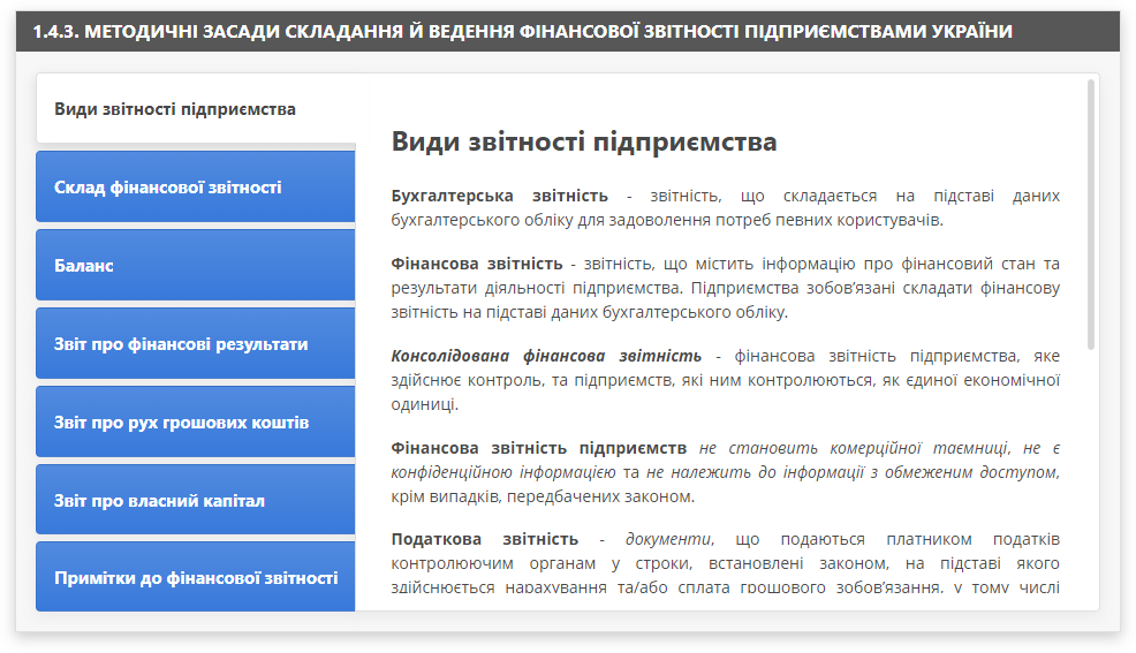 1.4.3. МЕТОДИЧНІ ЗАСАДИ СКЛАДАННЯ Й ВЕДЕННЯ ФІНАНСОВОЇ ЗВІТНОСТІ ПІДПРИЄМСТВАМИ УКРАЇНИ
Види звітності підприємства
Склад фінансової звітності
Баланс
Звіт про фінансові результати
Звіт про рух грошових коштів
Звіт про власний капітал
Примітки до фінансової звітності
Види звітності підприємства
Бухгалтерська звітність - звітність, що складається на підставі даних
бухгалтерського обліку для задоволення потреб певних користувачів.
Фінансова звітність - звітність, що містить інформацію про фінансовий стан та
результати діяльності підприємства. Підприємства зобов’язані складати фінансову
звітність на підставі даних бухгалтерського обліку.
Консолідована фінансова звітність - фінансова звітність підприємства, яке
здійснює контроль, та підприємств, які ним контролюються, як єдиної економічної
одиниці.
Фінансова звітність підприємств не становить комерційної таємниці, не є
конфіденційною інформацією та не належить до інформації з обмеженим доступом,
крім випадків, передбачених законом.
Податкова звітність - документи, що подаються платником податків
контролюючим органам у строки, встановлені законом, на підставі якого
здійснюється нарахування та/або сплата грошового зобов’язання, у тому числі